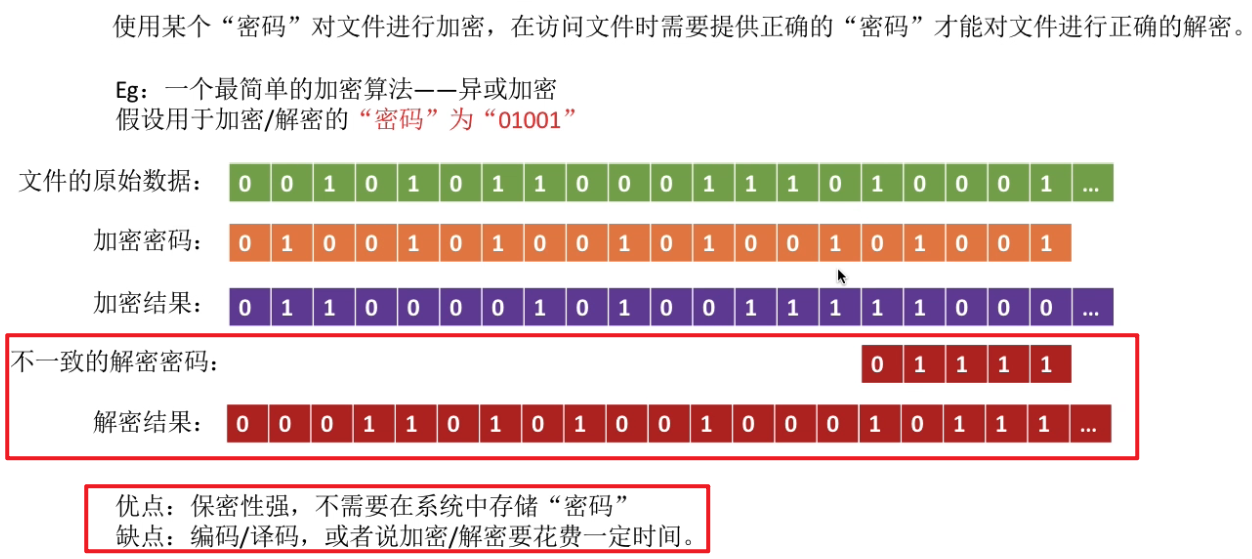 使用某个“密码”对文件进行加密，在访问文件时需要提供正确的“密码”才能对文件进行正确的解密。
Eg：一个最简单的加密算法——异或加密
假设用于加密/解密的“密码”为“01001”
文件的原始数据： 0 0 1 0 1 0 1 1 0 0 0 1 1 1 0 1 0 0 0 1 ...
加密密码： 0 1 0 0 1 0 1 0 0 1 0 1 0 0 1 0 1 0 0 1
加密结果： 0 1 1 0 0 0 0 1 0 1 0 0 1 1 1 1 1 0 0 0 ...
不一致的解密密码： 0 1 1 1 1
解密结果： 0 0 0 1 1 0 1 0 1 0 0 1 0 0 0 1 0 1 1 1 ...
优点：保密性强，不需要在系统中存储“密码”
缺点：编码/译码，或者说加密/解密要花费一定时间。